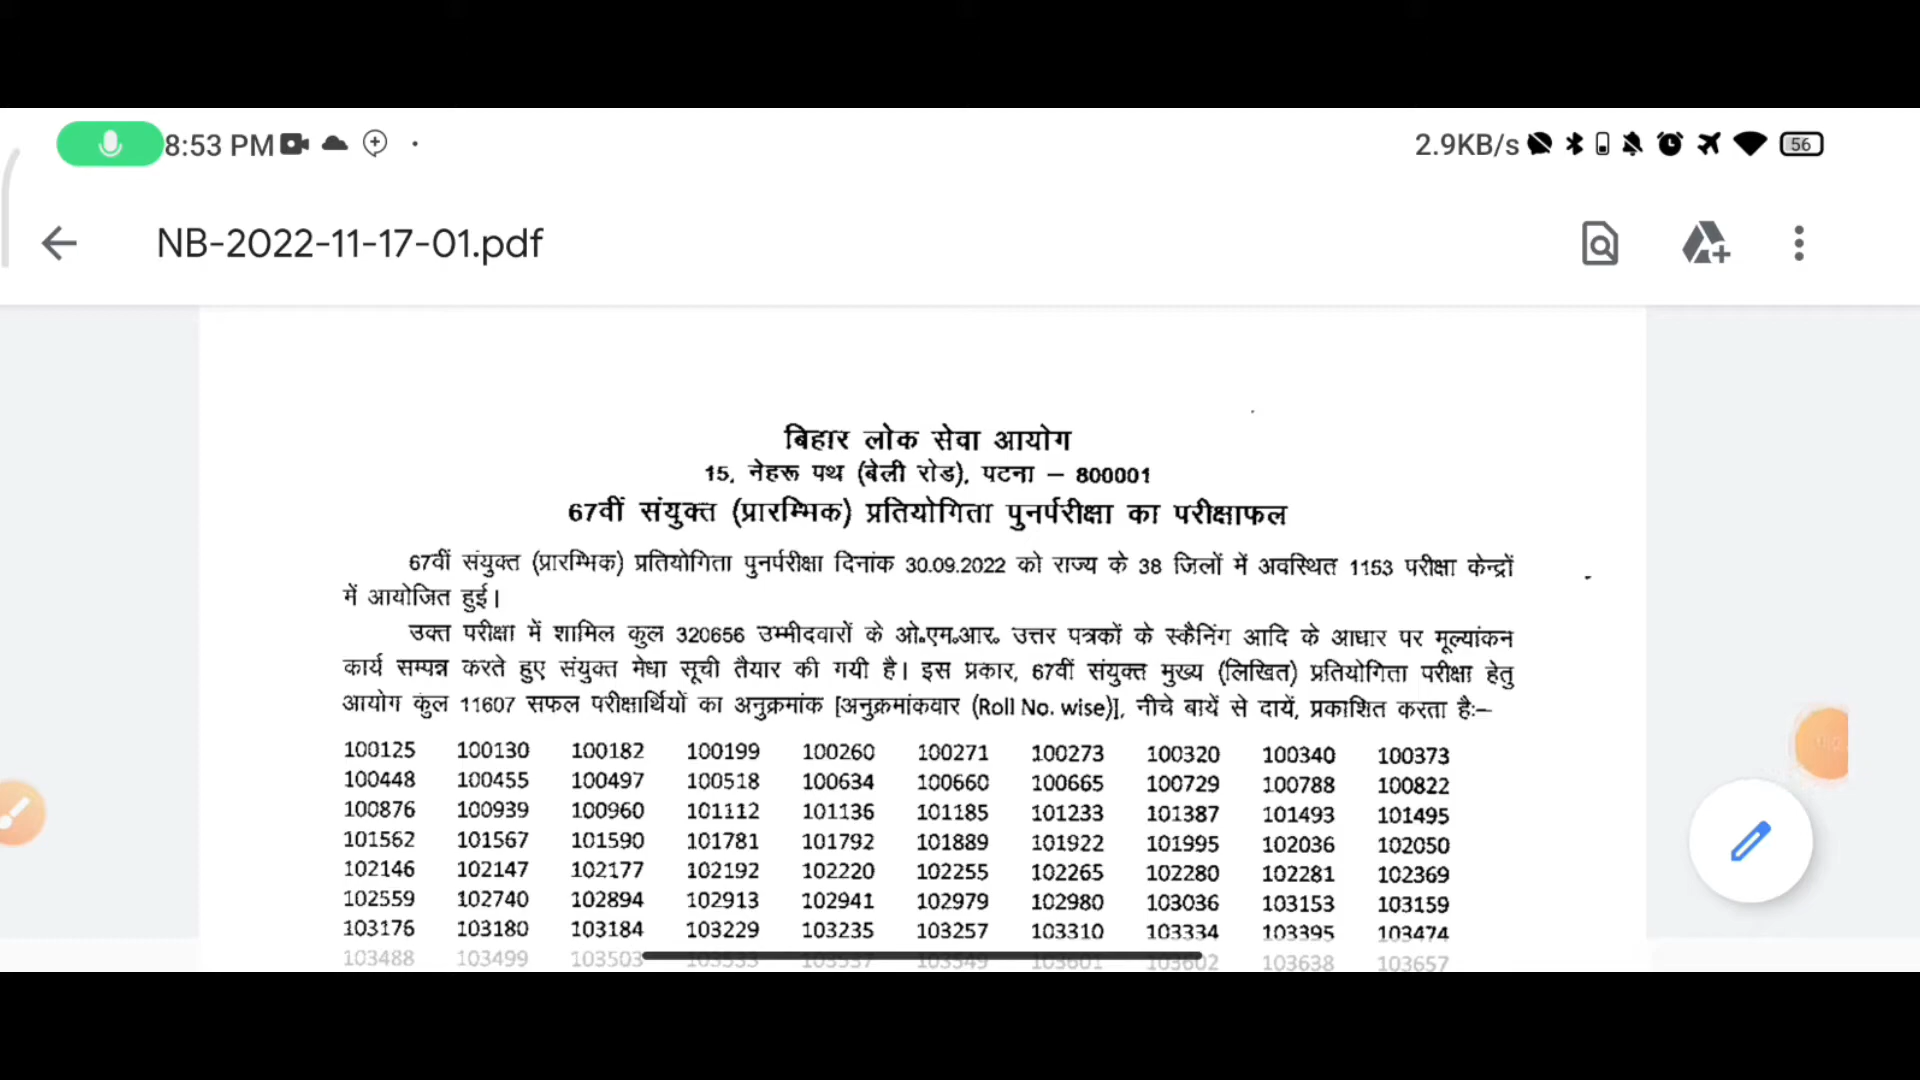 8:53 PM
2.9KB/s
56
NB-2022-11-17-01.pdf
बिहार लोक सेवा आयोग
15, नेहरू पथ (बेली रोड), पटना – 800001
67वीं संयुक्त (प्रारम्भिक) प्रतियोगिता पुनर्परीक्षा का परीक्षाफल
67वीं संयुक्त (प्रारम्भिक) प्रतियोगिता पुनर्परीक्षा दिनांक 30.09.2022 को राज्य के 38 जिलों में अवस्थित 1153 परीक्षा केन्द्रों
में आयोजित हुई।
उक्त परीक्षा में शामिल कुल 320656 उम्मीदवारों के ओ॰एम॰आर॰ उत्तर पत्रकों के स्कैनिंग आदि के आधार पर मूल्यांकन
कार्य सम्पन्न करते हुए संयुक्त मेधा सूची तैयार की गयी है। इस प्रकार, 67वीं संयुक्त मुख्य (लिखित) प्रतियोगिता परीक्षा हेतु
आयोग कुल 11607 सफल परीक्षार्थियों का अनुक्रमांक [अनुक्रमांकवार (Roll No. wise)], नीचे बायें से दायें, प्रकाशित करता है:–
100125 100130 100182 100199 100260 100271 100273 100320 100340 100373
100448 100455 100497 100518 100634 100660 100665 100729 100788 100822
100876 100939 100960 101112 101136 101185 101233 101387 101493 101495
101562 101567 101590 101781 101792 101889 101922 101995 102036 102050
102146 102147 102177 102192 102220 102255 102265 102280 102281 102369
102559 102740 102894 102913 102941 102979 102980 103036 103153 103159
103176 103180 103184 103229 103235 103257 103310 103334 103395 103474
103488 103499 103503 103602 103638 103657